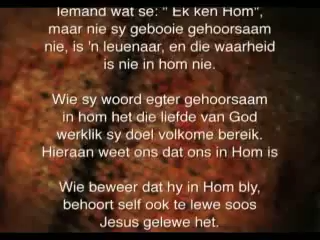 Iemand wat se: " Ek ken Hom",
maar nie sy gebooie gehoorsaam
nie, is 'n leuenaar, en die waarheid
is nie in hom nie.
Wie sy woord egter gehoorsaam
in hom het die liefde van God
werklik sy doel volkome bereik.
Hieraan weet ons dat ons in Hom is
Wie beweer dat hy in Hom bly,
behoort self ook te lewe soos
Jesus gelewe het.